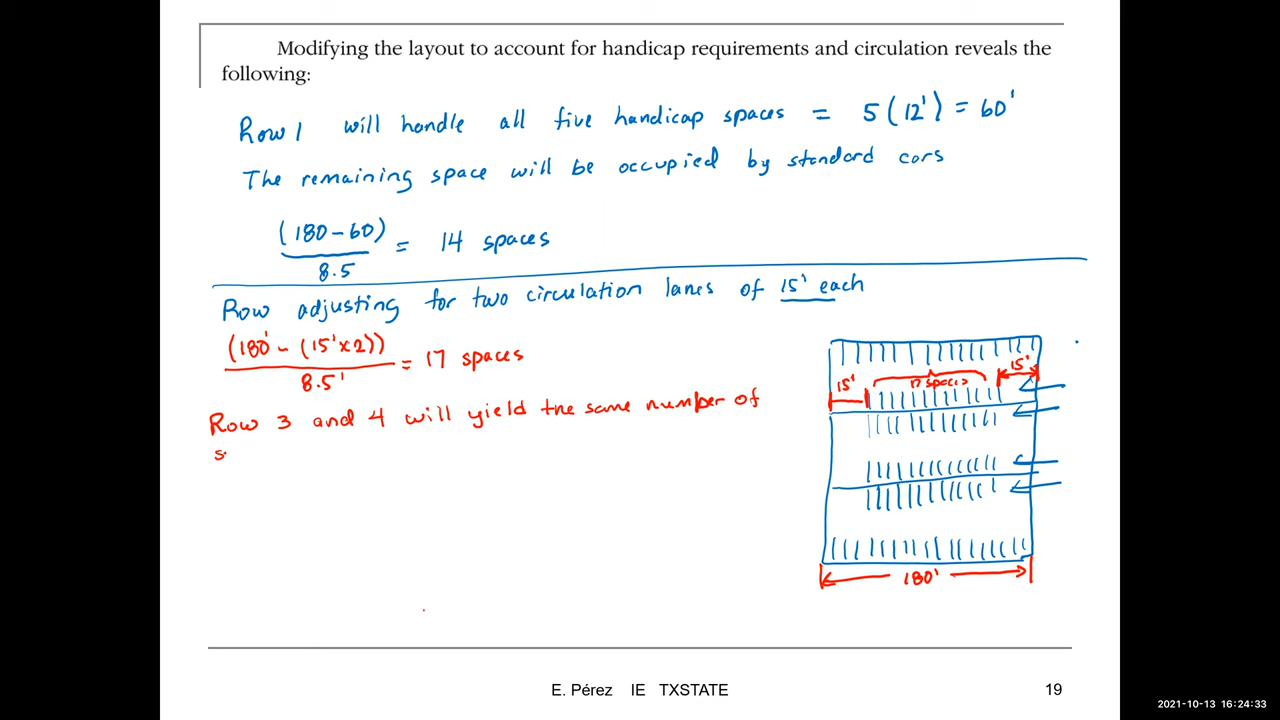 Modifying the layout to account for handicap requirements and circulation reveals the
following:
Row 1 will handle all five handicap spaces = 5(12') = 60'
The remaining space will be occupied by standard cars
(180-60)
8.5
= 14 spaces
Row adjusting for two circulation lanes of 15' each
(180' - (15'x2))
8.5'
= 17 spaces
Row 3 and 4 will yield the same number of
s
15'
17 spaces
15'
180'
E. Pérez IE TXSTATE
19
2021-10-13 16:24:33